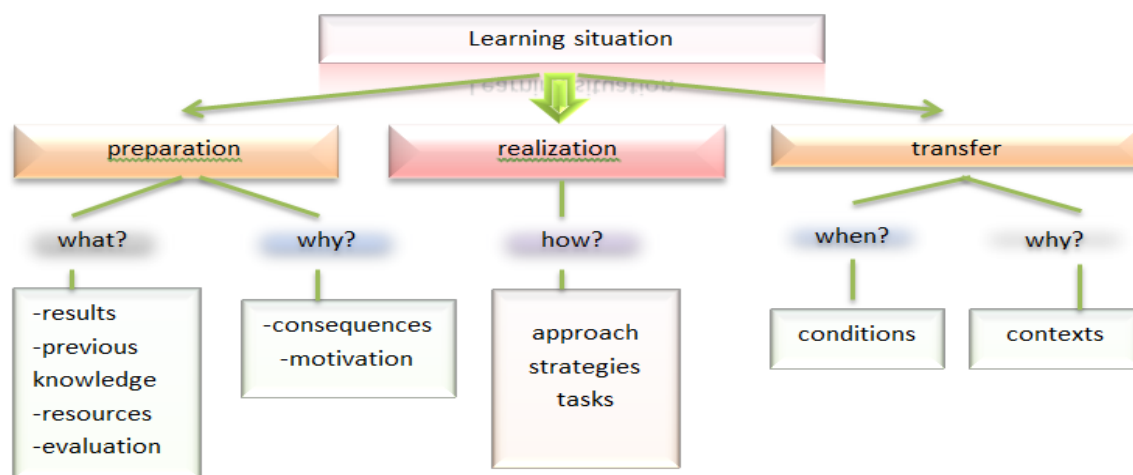 Learning situation
preparation
realization
transfer
what?
why?
how?
when?
why?
-results
-previous
knowledge
-resources
-evaluation
-consequences
-motivation
approach
strategies
tasks
conditions
contexts